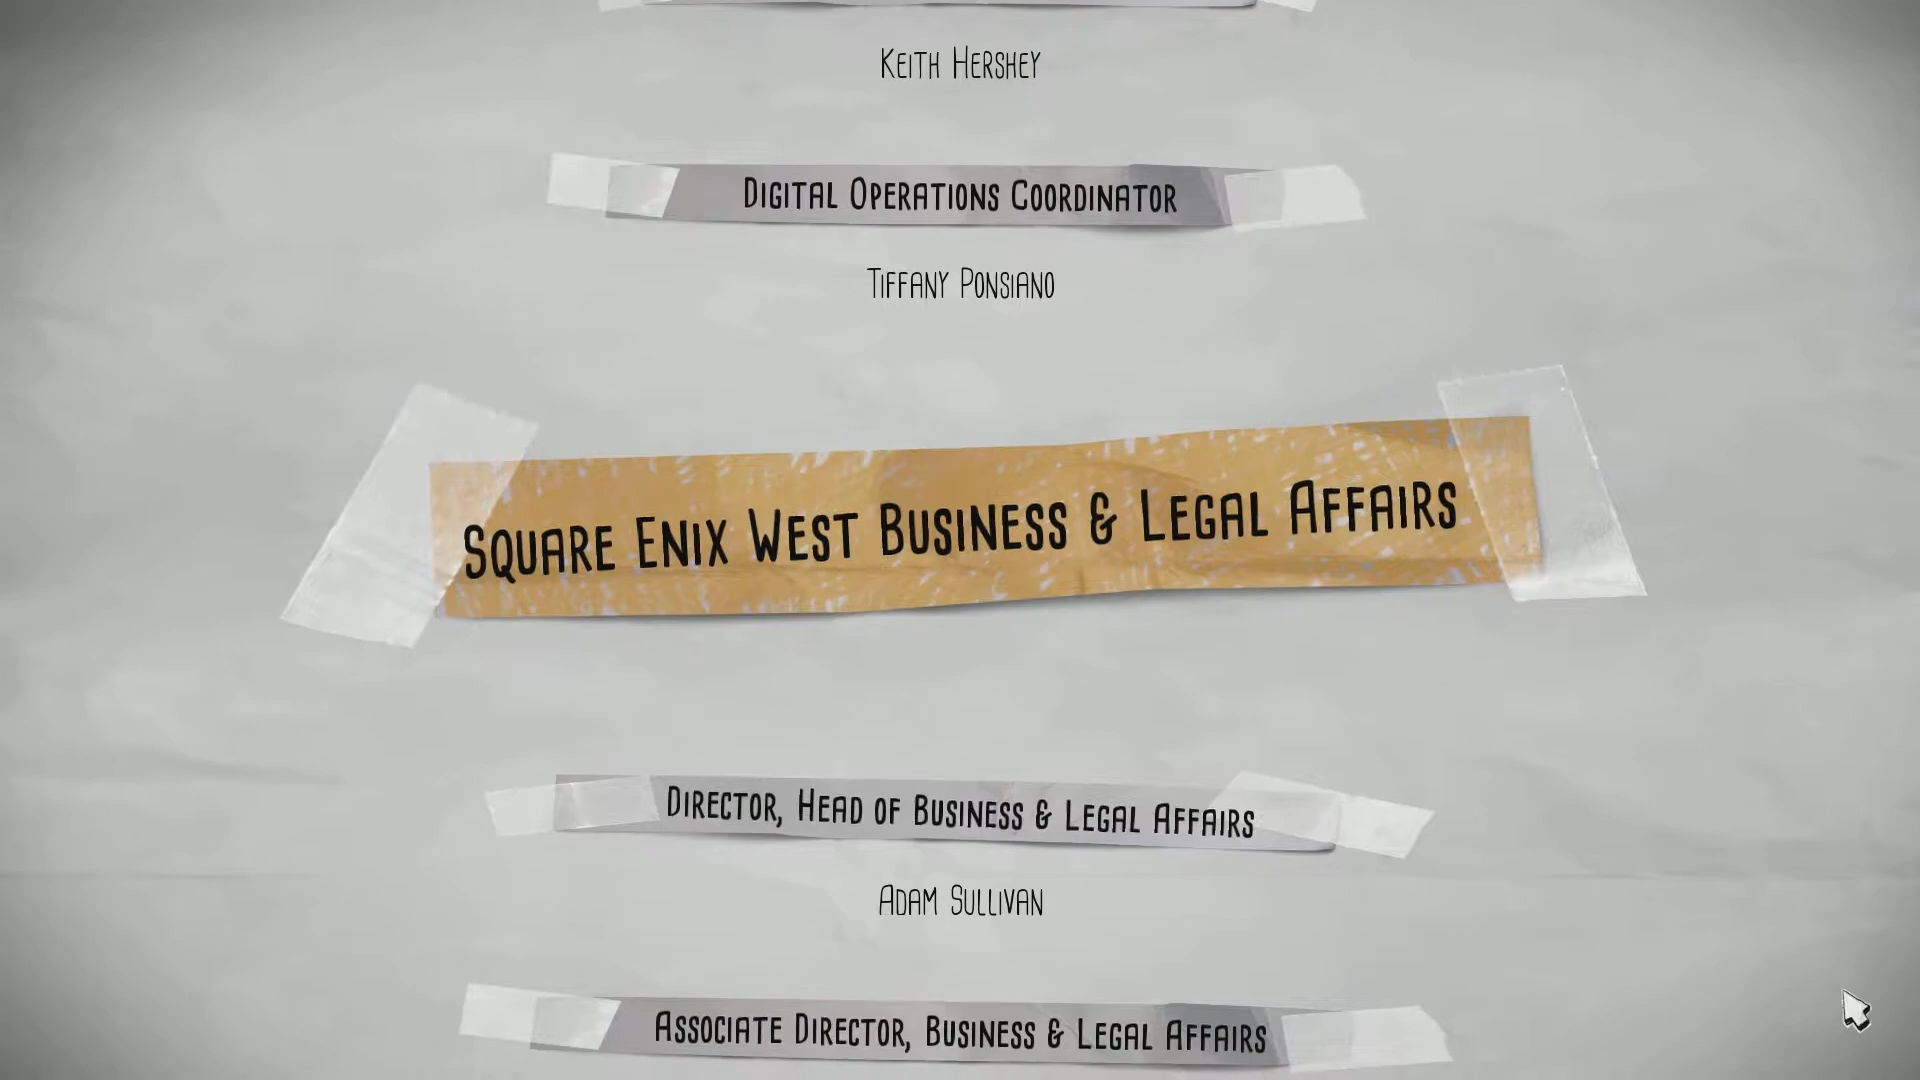 Keith Hershey
Digital Operations Coordinator
Tiffany Ponsiano
Square Enix West Business & Legal Affairs
Director, Head of Business & Legal Affairs
Adam Sullivan
Associate Director, Business & Legal Affairs